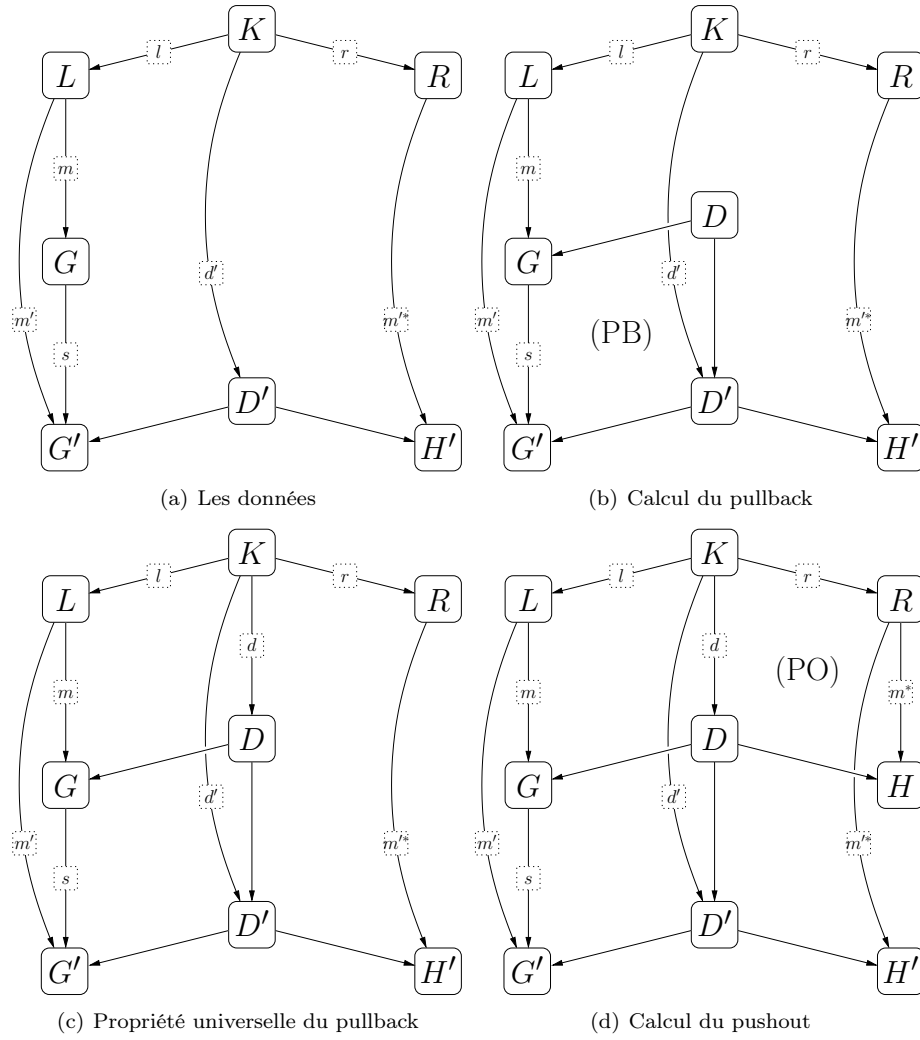 K K
l r l r
L R L R
m m
D
G G
d′ d′
m′ m′* m′ m′*
s (PB) s
D′ D′
G′ H′ G′ H′
(a) Les données (b) Calcul du pullback
K K
l r l r
L R L R
d d
(PO)
m m m*
D D
G G H
d′ d′
m′ m′* m′ m′*
s s
D′ D′
G′ H′ G′ H′
(c) Propriété universelle du pullback (d) Calcul du pushout